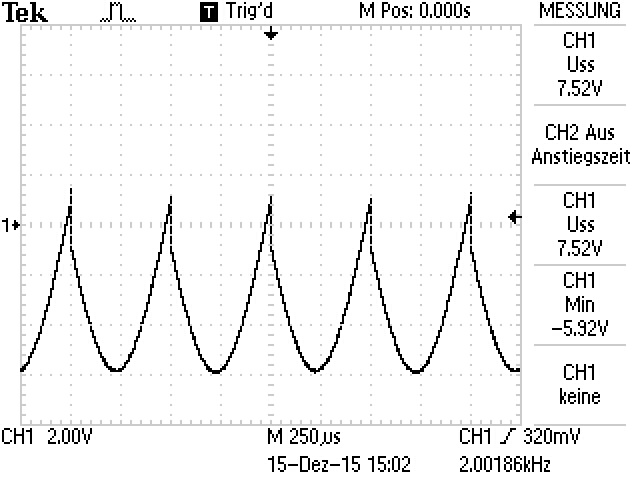 Tek Trig'd M Pos: 0.000s MESSUNG
CH1
Uss
7.52V
CH2 Aus
Anstiegszeit
CH1
Uss
7.52V
CH1
Min
-5.92V
CH1
keine
1
CH1 2.00V M 250µs CH1 320mV
15-Dez-15 15:02 2.00186kHz